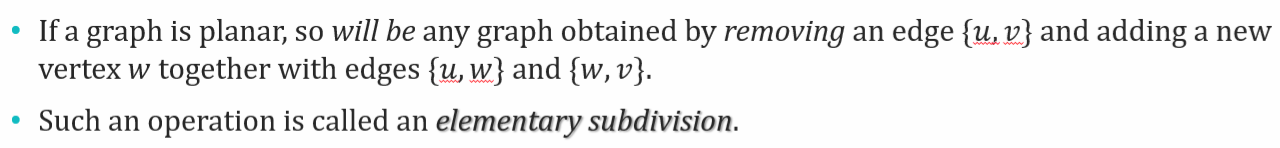 • If a graph is planar, so will be any graph obtained by removing an edge {u, v} and adding a new
vertex w together with edges {u, w} and {w, v}.
• Such an operation is called an elementary subdivision.